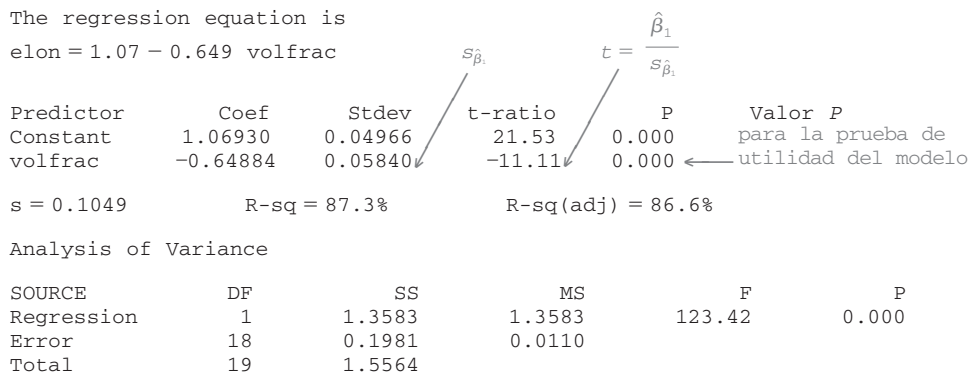 The regression equation is
elon = 1.07 − 0.649 volfrac
s β̂₁
t = β̂₁ / s β̂₁
Predictor Coef Stdev t-ratio P Valor P
Constant 1.06930 0.04966 21.53 0.000 para la prueba de
volfrac −0.64884 0.05840 −11.11 0.000 utilidad del modelo
s = 0.1049 R-sq = 87.3% R-sq(adj) = 86.6%
Analysis of Variance
SOURCE DF SS MS F P
Regression 1 1.3583 1.3583 123.42 0.000
Error 18 0.1981 0.0110
Total 19 1.5564